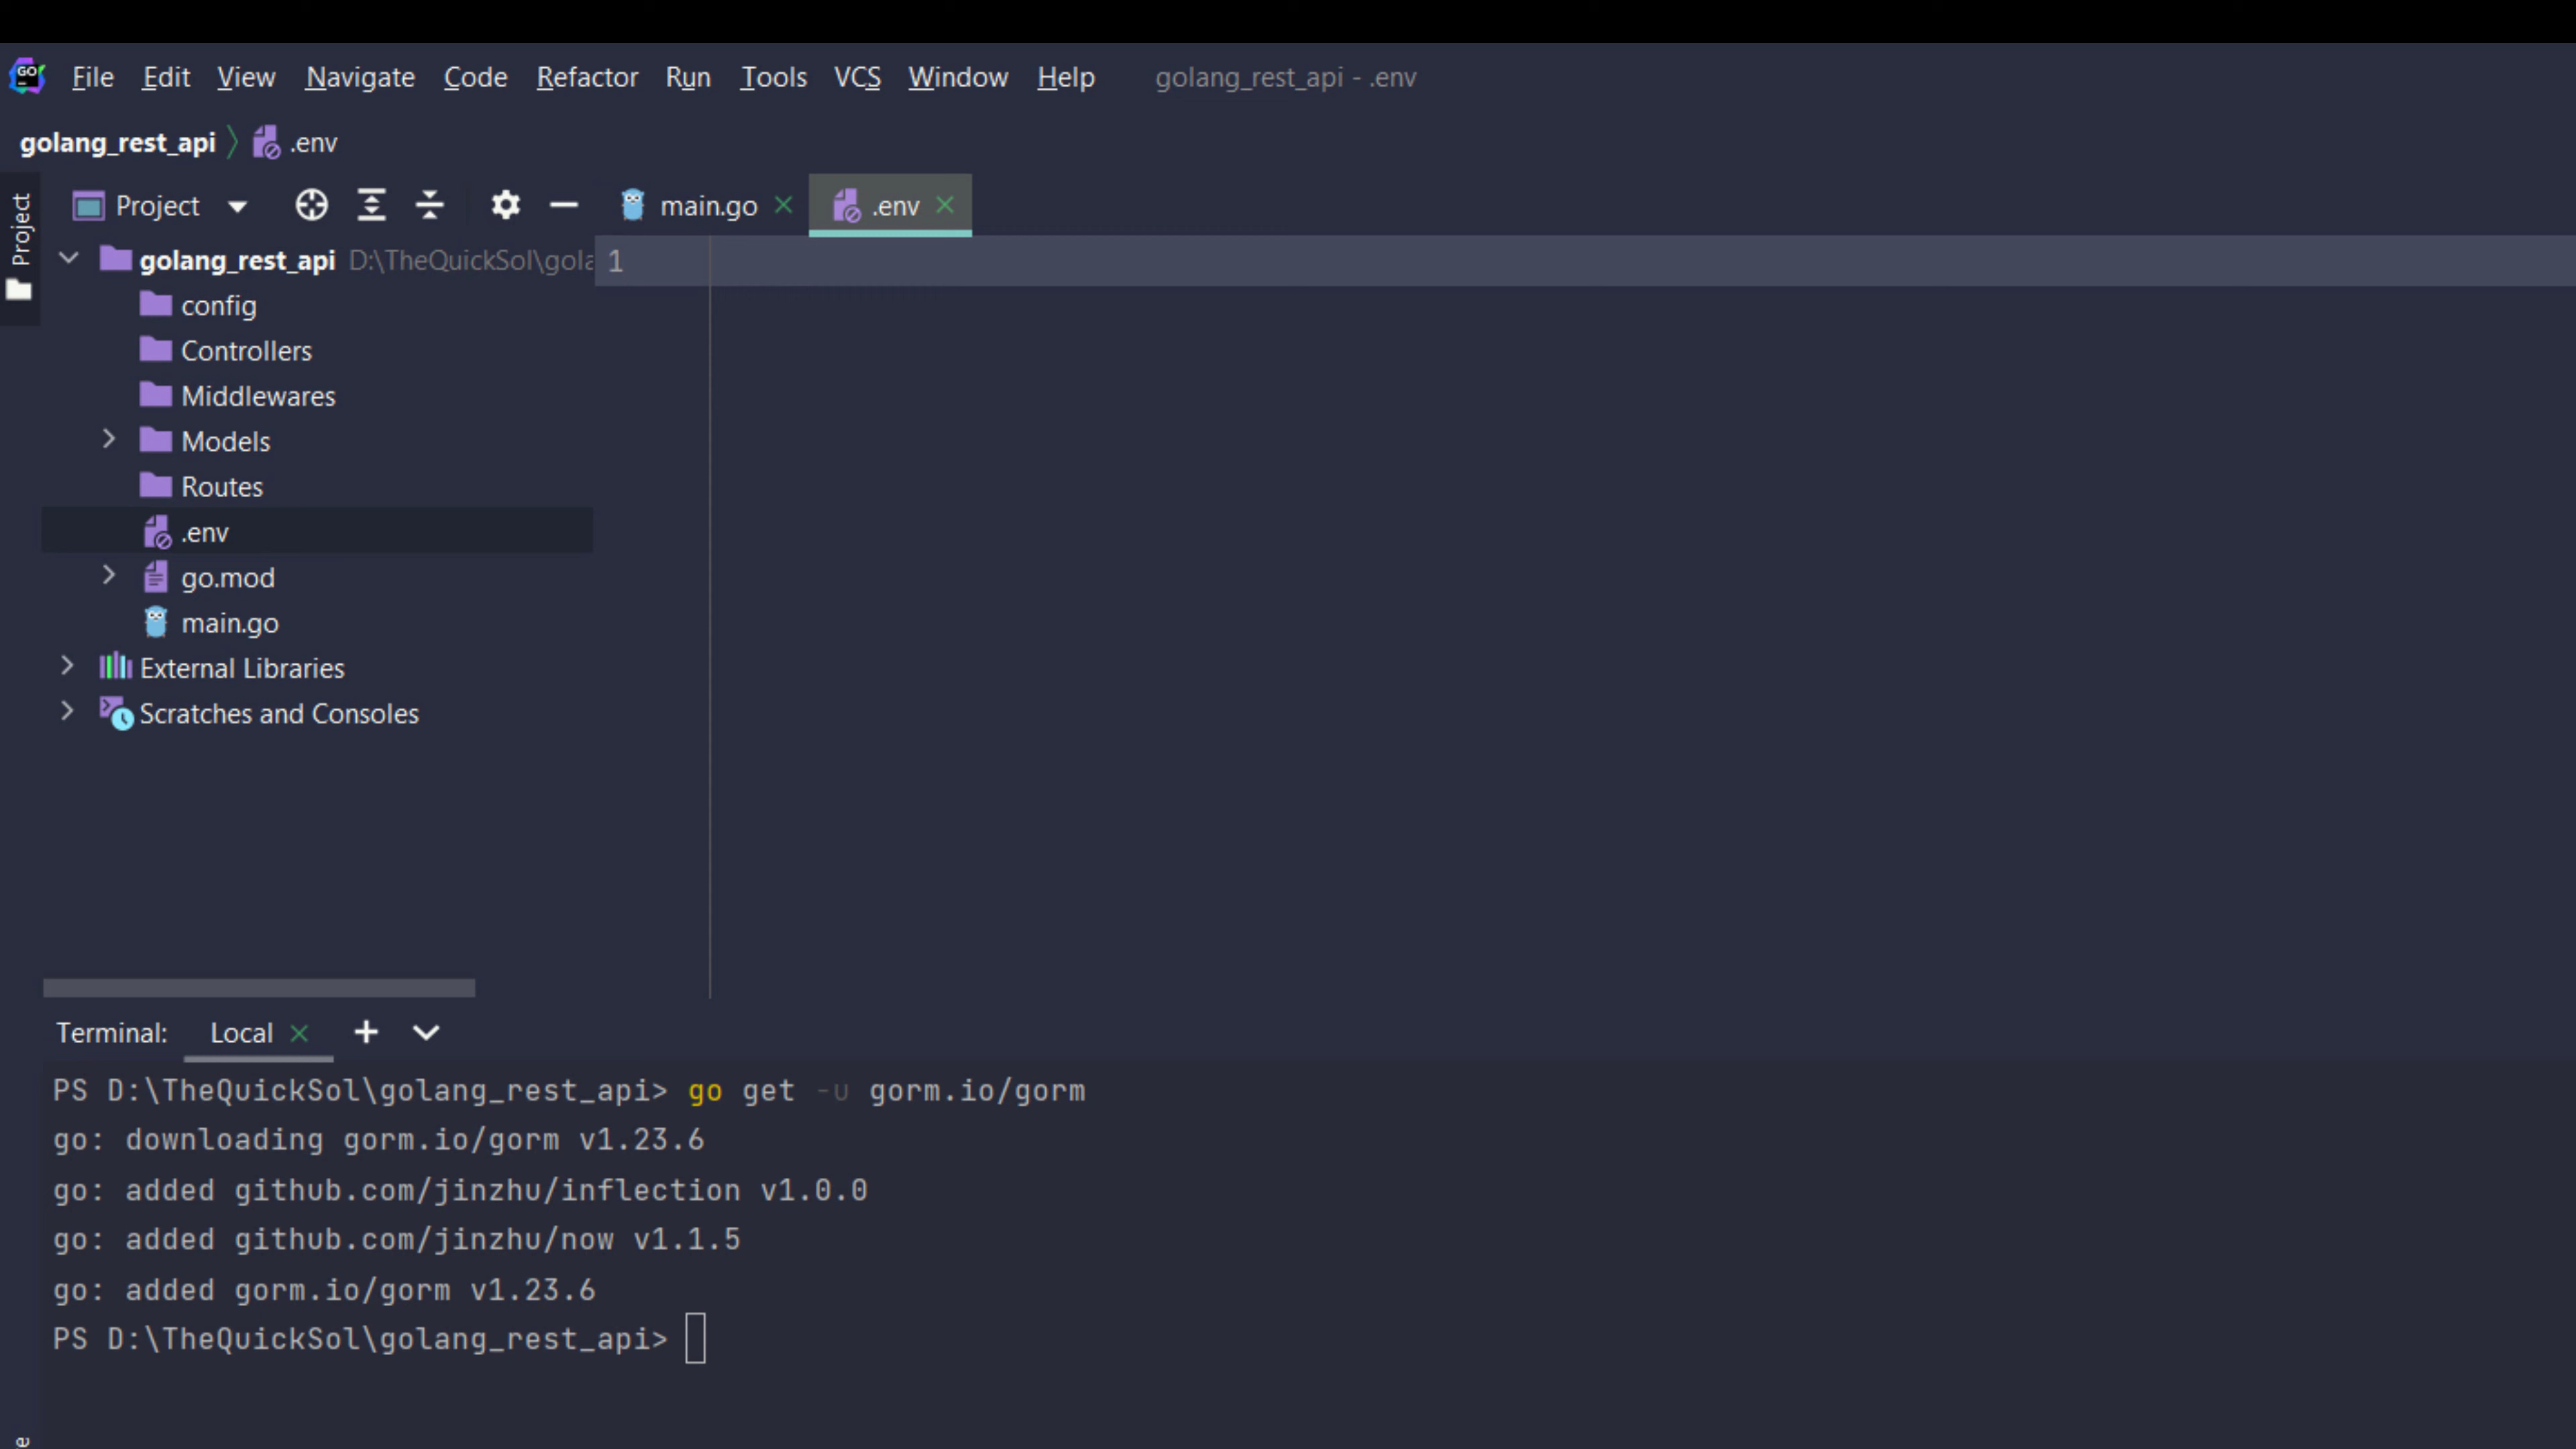 GO File Edit View Navigate Code Refactor Run Tools VCS Window Help golang_rest_api - .env
golang_rest_api .env
Project
Project main.go .env
golang_rest_api D:\TheQuickSol\gola
1
config
Controllers
Middlewares
Models
Routes
.env
go.mod
main.go
External Libraries
Scratches and Consoles
Terminal: Local
PS D:\TheQuickSol\golang_rest_api> go get -u gorm.io/gorm
go: downloading gorm.io/gorm v1.23.6
go: added github.com/jinzhu/inflection v1.0.0
go: added github.com/jinzhu/now v1.1.5
go: added gorm.io/gorm v1.23.6
PS D:\TheQuickSol\golang_rest_api>